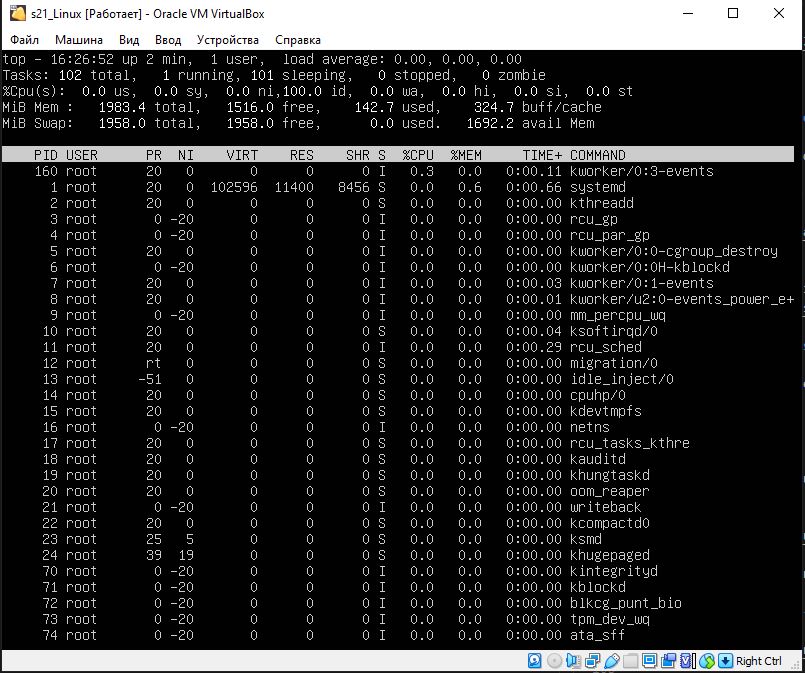 s21_Linux [Работает] - Oracle VM VirtualBox
Файл Машина Вид Ввод Устройства Справка
top - 16:26:52 up 2 min,  1 user,  load average: 0.00, 0.00, 0.00
Tasks: 102 total,   1 running, 101 sleeping,   0 stopped,   0 zombie
%Cpu(s):  0.0 us,  0.0 sy,  0.0 ni,100.0 id,  0.0 wa,  0.0 hi,  0.0 si,  0.0 st
MiB Mem :   1983.4 total,   1516.0 free,    142.7 used,    324.7 buff/cache
MiB Swap:   1958.0 total,   1958.0 free,      0.0 used.   1692.2 avail Mem
PID USER PR NI VIRT RES SHR S %CPU %MEM TIME+ COMMAND
160 root 20 0 0 0 0 I 0.3 0.0 0:00.11 kworker/0:3-events
1 root 20 0 102596 11400 8456 S 0.0 0.6 0:00.66 systemd
2 root 20 0 0 0 0 S 0.0 0.0 0:00.00 kthreadd
3 root 0 -20 0 0 0 I 0.0 0.0 0:00.00 rcu_gp
4 root 0 -20 0 0 0 I 0.0 0.0 0:00.00 rcu_par_gp
5 root 20 0 0 0 0 I 0.0 0.0 0:00.00 kworker/0:0-cgroup_destroy
6 root 0 -20 0 0 0 I 0.0 0.0 0:00.00 kworker/0:0H-kblockd
7 root 20 0 0 0 0 I 0.0 0.0 0:00.03 kworker/0:1-events
8 root 20 0 0 0 0 I 0.0 0.0 0:00.01 kworker/u2:0-events_power_e+
9 root 0 -20 0 0 0 I 0.0 0.0 0:00.00 mm_percpu_wq
10 root 20 0 0 0 0 S 0.0 0.0 0:00.04 ksoftirqd/0
11 root 20 0 0 0 0 I 0.0 0.0 0:00.29 rcu_sched
12 root rt 0 0 0 0 S 0.0 0.0 0:00.00 migration/0
13 root -51 0 0 0 0 S 0.0 0.0 0:00.00 idle_inject/0
14 root 20 0 0 0 0 S 0.0 0.0 0:00.00 cpuhp/0
15 root 20 0 0 0 0 S 0.0 0.0 0:00.00 kdevtmpfs
16 root 0 -20 0 0 0 I 0.0 0.0 0:00.00 netns
17 root 20 0 0 0 0 S 0.0 0.0 0:00.00 rcu_tasks_kthre
18 root 20 0 0 0 0 S 0.0 0.0 0:00.00 kauditd
19 root 20 0 0 0 0 S 0.0 0.0 0:00.00 khungtaskd
20 root 20 0 0 0 0 S 0.0 0.0 0:00.00 oom_reaper
21 root 0 -20 0 0 0 I 0.0 0.0 0:00.00 writeback
22 root 20 0 0 0 0 S 0.0 0.0 0:00.00 kcompactd0
23 root 25 5 0 0 0 S 0.0 0.0 0:00.00 ksmd
24 root 39 19 0 0 0 S 0.0 0.0 0:00.00 khugepaged
70 root 0 -20 0 0 0 I 0.0 0.0 0:00.00 kintegrityd
71 root 0 -20 0 0 0 I 0.0 0.0 0:00.00 kblockd
72 root 0 -20 0 0 0 I 0.0 0.0 0:00.00 blkcg_punt_bio
73 root 0 -20 0 0 0 I 0.0 0.0 0:00.00 tpm_dev_wq
74 root 0 -20 0 0 0 I 0.0 0.0 0:00.00 ata_sff
Right Ctrl